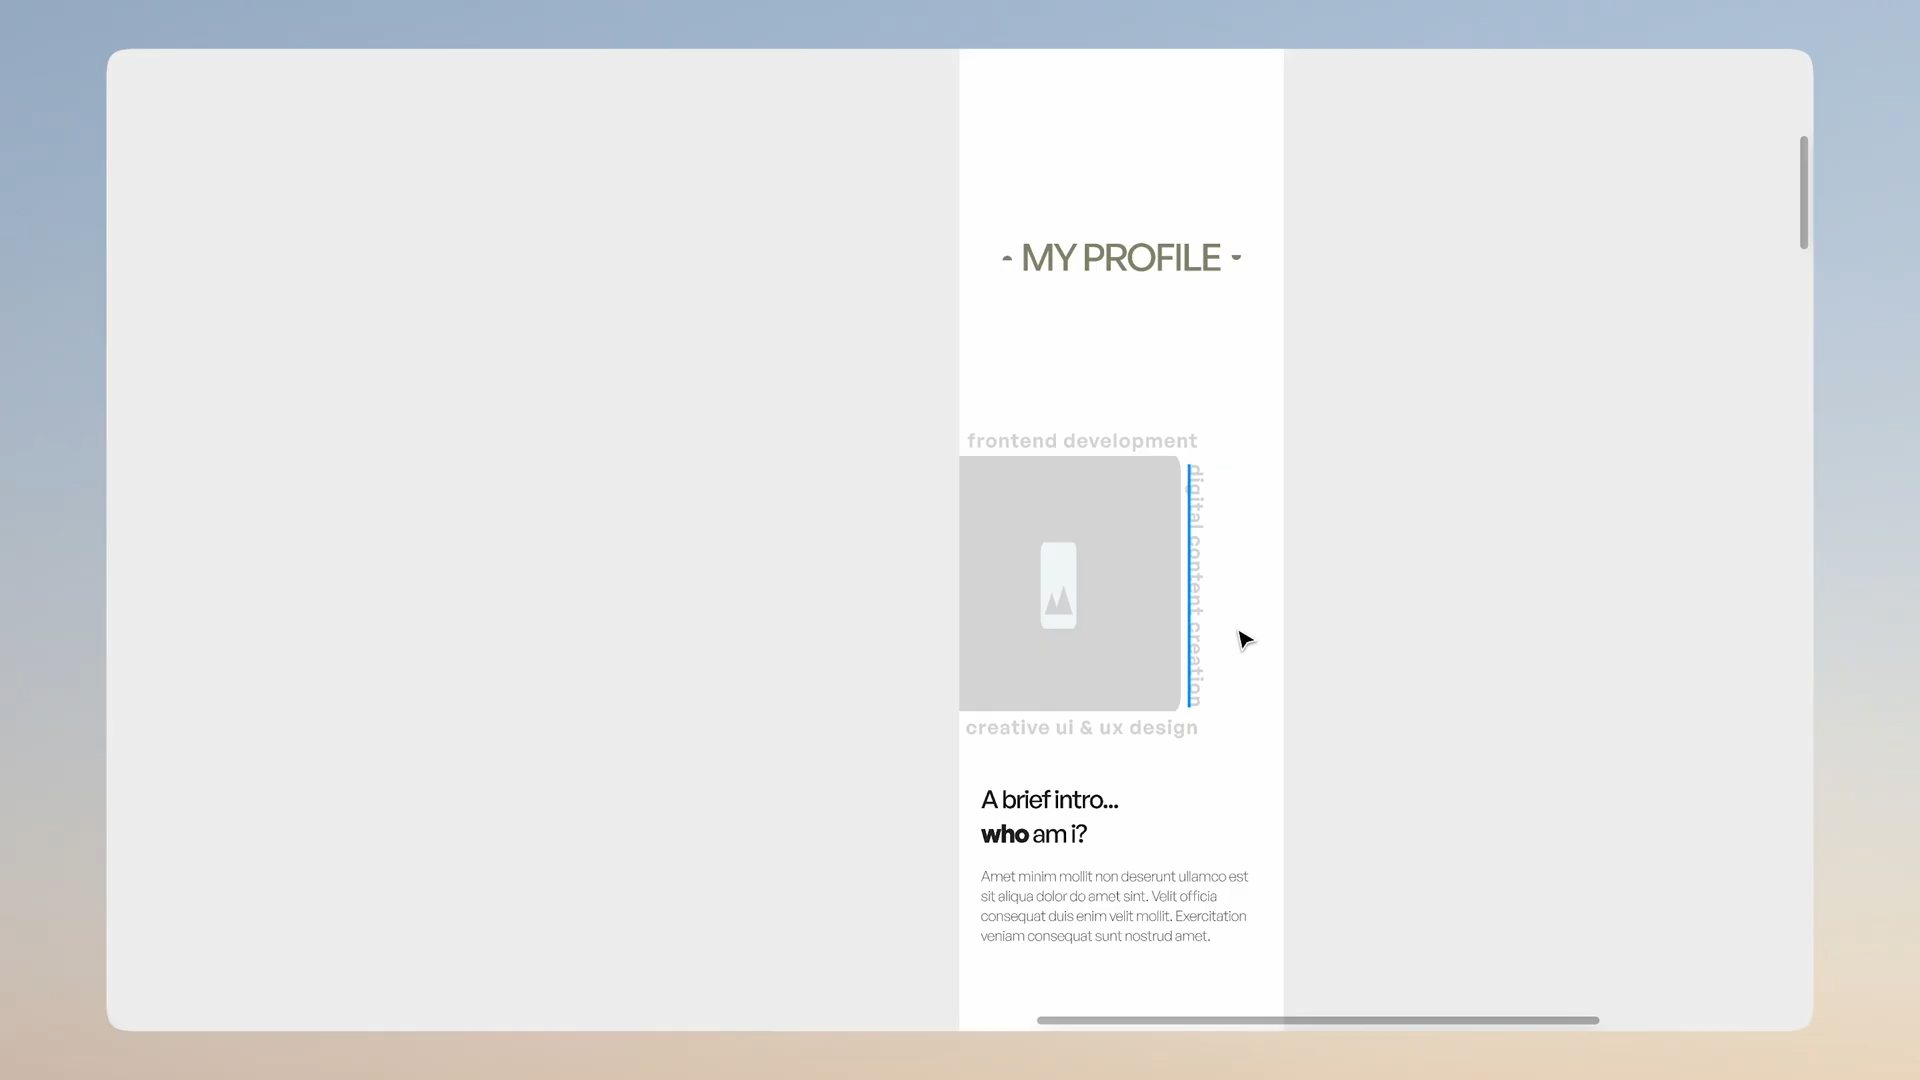 MY PROFILE
frontend development
digital content creation
creative ui & ux design
A brief intro...
who am i?
Amet minim mollit non deserunt ullamco est
sit aliqua dolor do amet sint. Velit officia
consequat duis enim velit mollit. Exercitation
veniam consequat sunt nostrud amet.